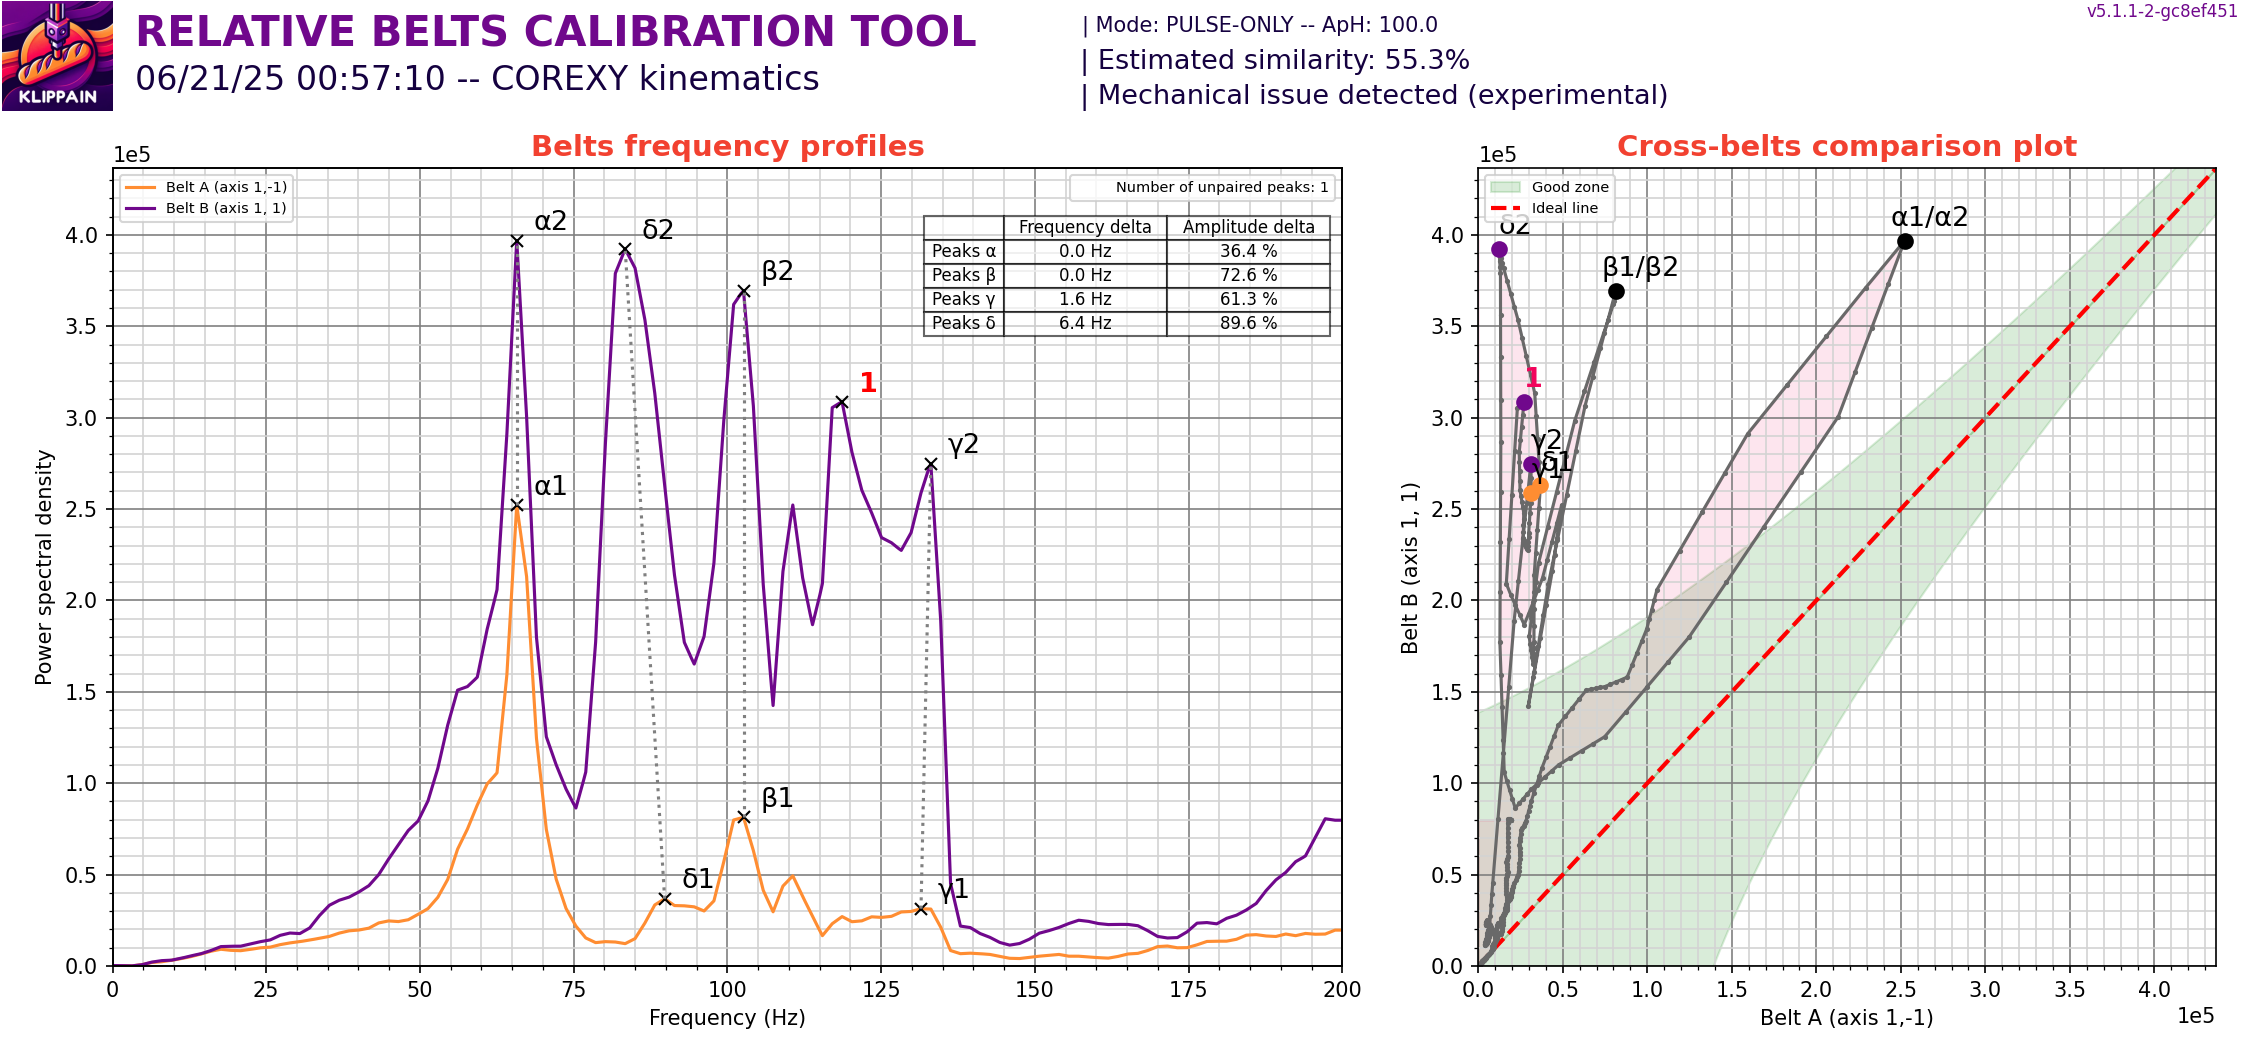 KLIPPAIN
RELATIVE BELTS CALIBRATION TOOL
06/21/25 00:57:10 -- COREXY kinematics
| Mode: PULSE-ONLY -- ApH: 100.0
| Estimated similarity: 55.3%
| Mechanical issue detected (experimental)
v5.1.1-2-gc8ef451
Belts frequency profiles
1e5
Belt A (axis 1,-1)
Belt B (axis 1, 1)
Number of unpaired peaks: 1
Frequency delta Amplitude delta
Peaks α 0.0 Hz 36.4 %
Peaks β 0.0 Hz 72.6 %
Peaks γ 1.6 Hz 61.3 %
Peaks δ 6.4 Hz 89.6 %
α2
δ2
β2
1
γ2
α1
β1
δ1
γ1
Power spectral density
4.0
3.5
3.0
2.5
2.0
1.5
1.0
0.5
0.0
0 25 50 75 100 125 150 175 200
Frequency (Hz)
Cross-belts comparison plot
1e5
Good zone
Ideal line
δ2
α1/α2
β1/β2
1
γ2
δ1
γ1
Belt B (axis 1, 1)
4.0
3.5
3.0
2.5
2.0
1.5
1.0
0.5
0.0
0.0 0.5 1.0 1.5 2.0 2.5 3.0 3.5 4.0
Belt A (axis 1,-1)
1e5